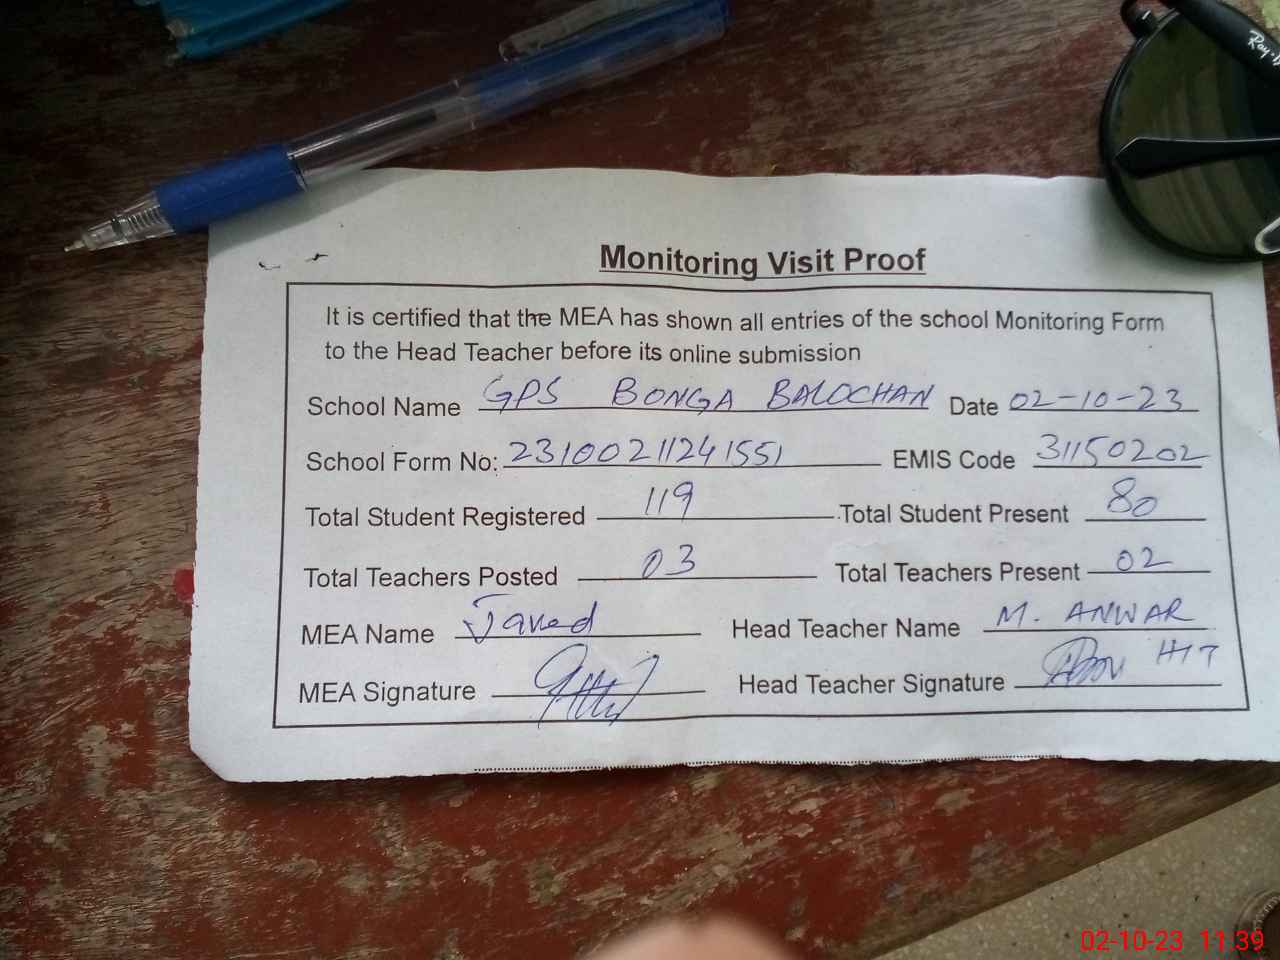 Monitoring Visit Proof
It is certified that the MEA has shown all entries of the school Monitoring Form
to the Head Teacher before its online submission
School Name GPS BONGA BALOCHAN Date 02-10-23
School Form No: 23100211241551 EMIS Code 31150202
Total Student Registered 119 Total Student Present 80
Total Teachers Posted 03 Total Teachers Present 02
MEA Name Javed Head Teacher Name M. ANWAR
MEA Signature Head Teacher Signature
02-10-23 11:39